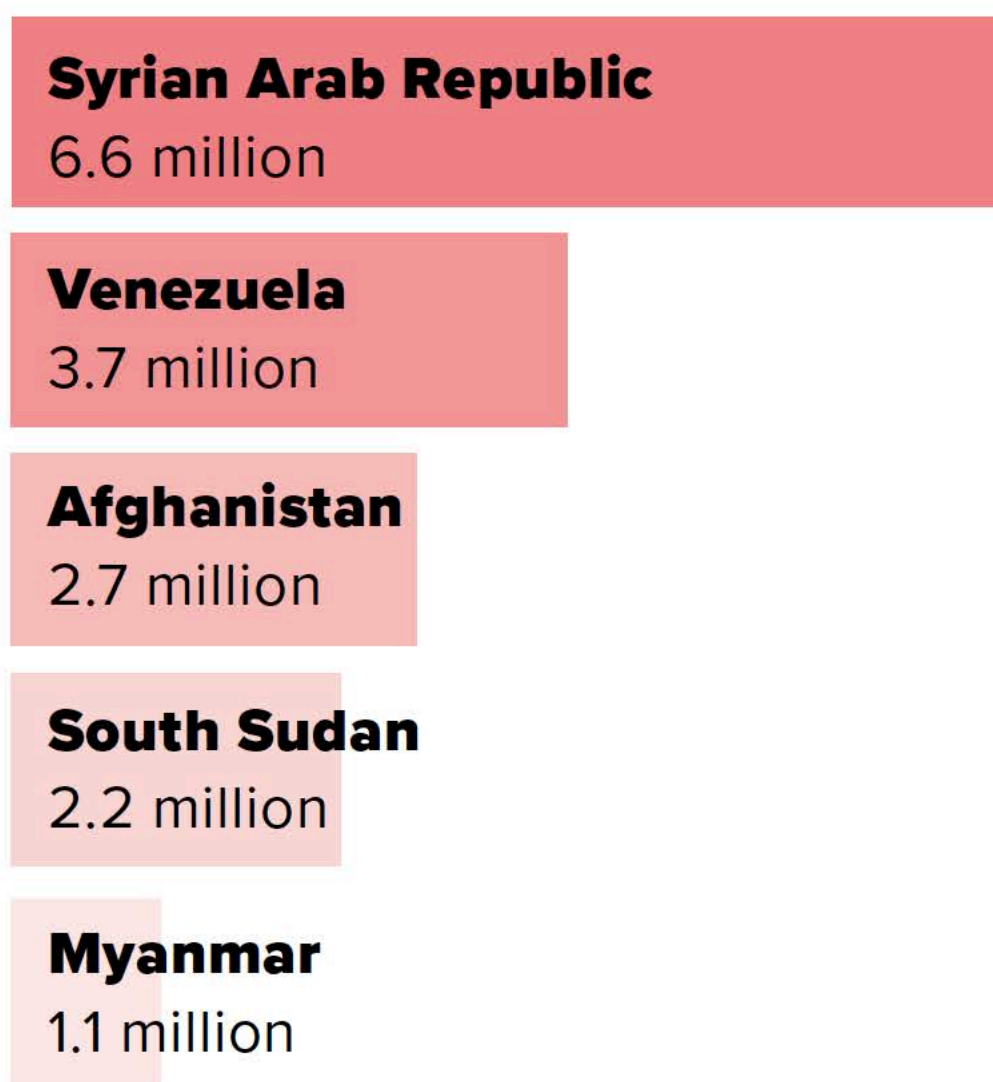 Syrian Arab Republic
6.6 million
Venezuela
3.7 million
Afghanistan
2.7 million
South Sudan
2.2 million
Myanmar
1.1 million